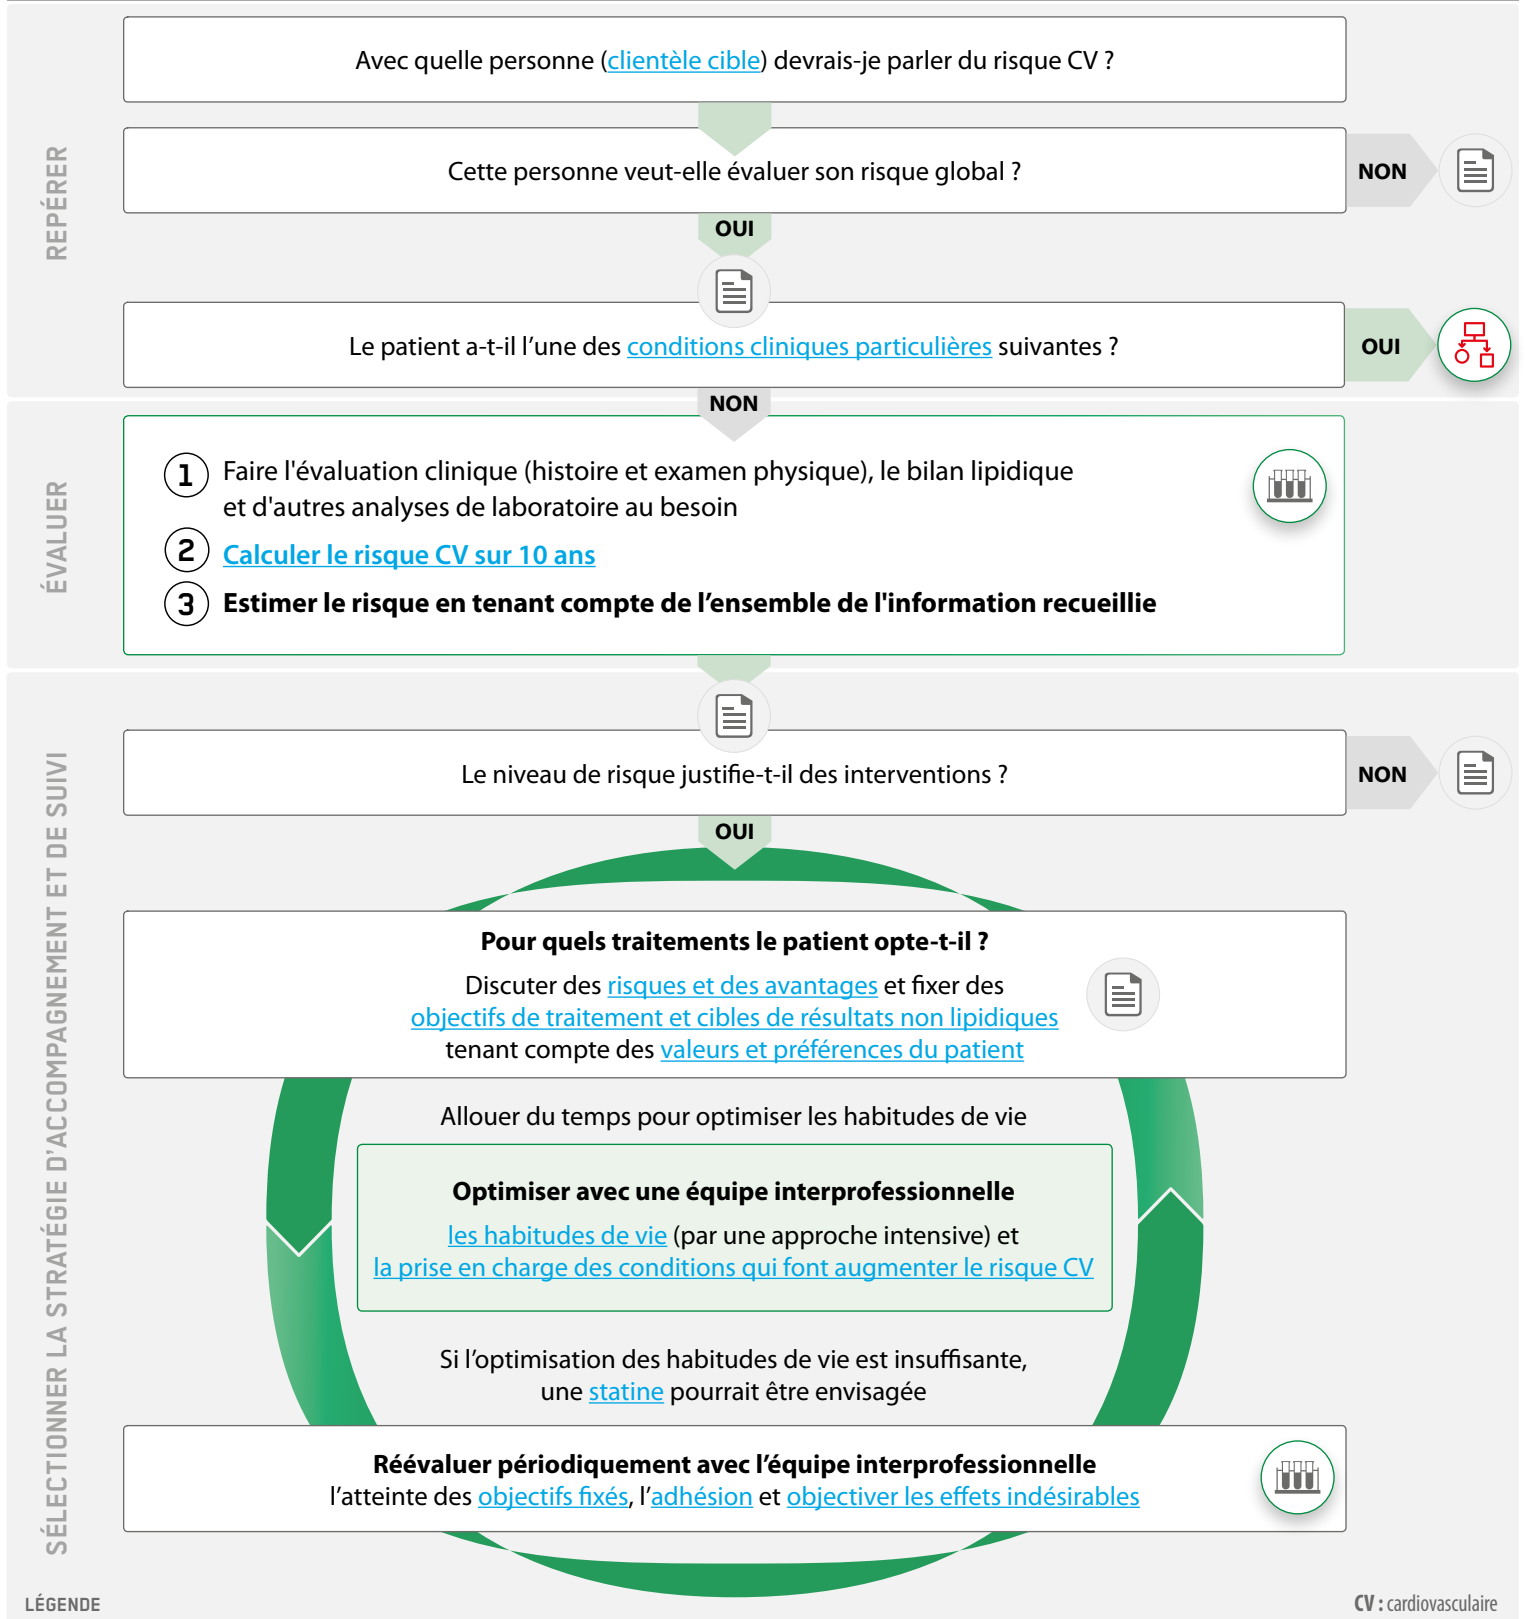 Avec quelle personne (clientèle cible) devrais-je parler du risque CV ?
REPÉRER
Cette personne veut-elle évaluer son risque global ?
NON
OUI
Le patient a-t-il l’une des conditions cliniques particulières suivantes ?
OUI
NON
ÉVALUER
1 Faire l'évaluation clinique (histoire et examen physique), le bilan lipidique
et d'autres analyses de laboratoire au besoin
2 Calculer le risque CV sur 10 ans
3 Estimer le risque en tenant compte de l’ensemble de l'information recueillie
SÉLECTIONNER LA STRATÉGIE D’ACCOMPAGNEMENT ET DE SUIVI
Le niveau de risque justifie-t-il des interventions ?
NON
OUI
Pour quels traitements le patient opte-t-il ?
Discuter des risques et des avantages et fixer des
objectifs de traitement et cibles de résultats non lipidiques
tenant compte des valeurs et préférences du patient
Allouer du temps pour optimiser les habitudes de vie
Optimiser avec une équipe interprofessionnelle
les habitudes de vie (par une approche intensive) et
la prise en charge des conditions qui font augmenter le risque CV
Si l’optimisation des habitudes de vie est insuffisante,
une statine pourrait être envisagée
Réévaluer périodiquement avec l’équipe interprofessionnelle
l’atteinte des objectifs fixés, l’adhésion et objectiver les effets indésirables
LÉGENDE
CV : cardiovasculaire